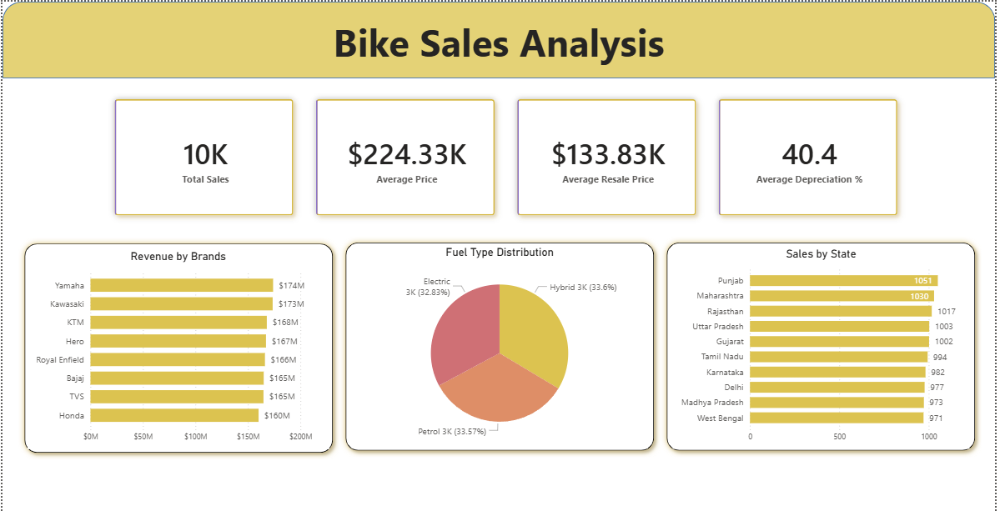 Bike Sales Analysis
10K
Total Sales
$224.33K
Average Price
$133.83K
Average Resale Price
40.4
Average Depreciation %
Revenue by Brands
Yamaha $174M
Kawasaki $173M
KTM $168M
Hero $167M
Royal Enfield $166M
Bajaj $165M
TVS $165M
Honda $160M
$0M $50M $100M $150M $200M
Fuel Type Distribution
Electric
3K (32.83%)
Hybrid 3K (33.6%)
Petrol 3K (33.57%)
Sales by State
Punjab 1051
Maharashtra 1030
Rajasthan 1017
Uttar Pradesh 1003
Gujarat 1002
Tamil Nadu 994
Karnataka 982
Delhi 977
Madhya Pradesh 973
West Bengal 971
0 500 1000